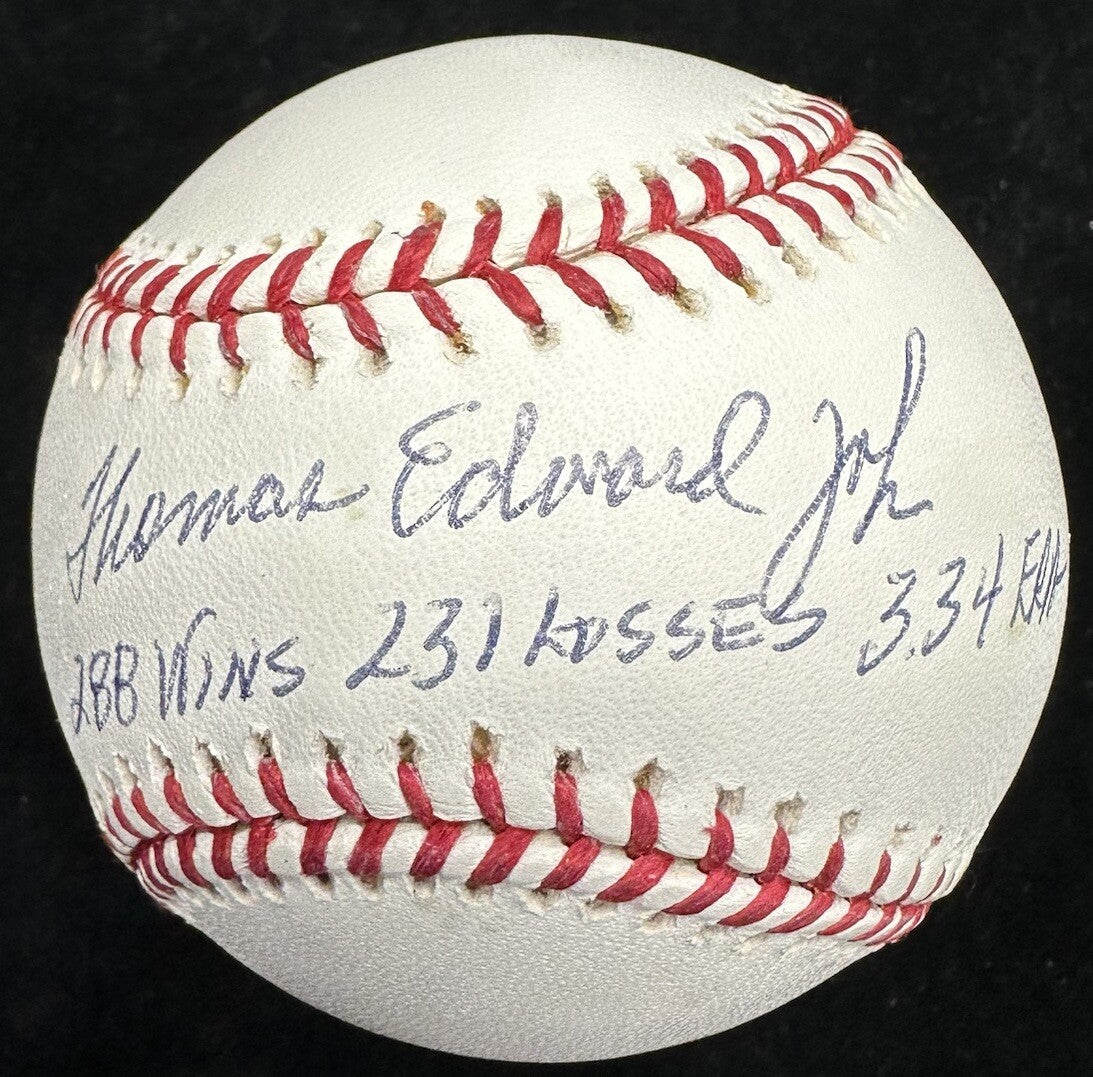 Thomas Edward John
288 WINS 231 LOSSES 3.34 ERA